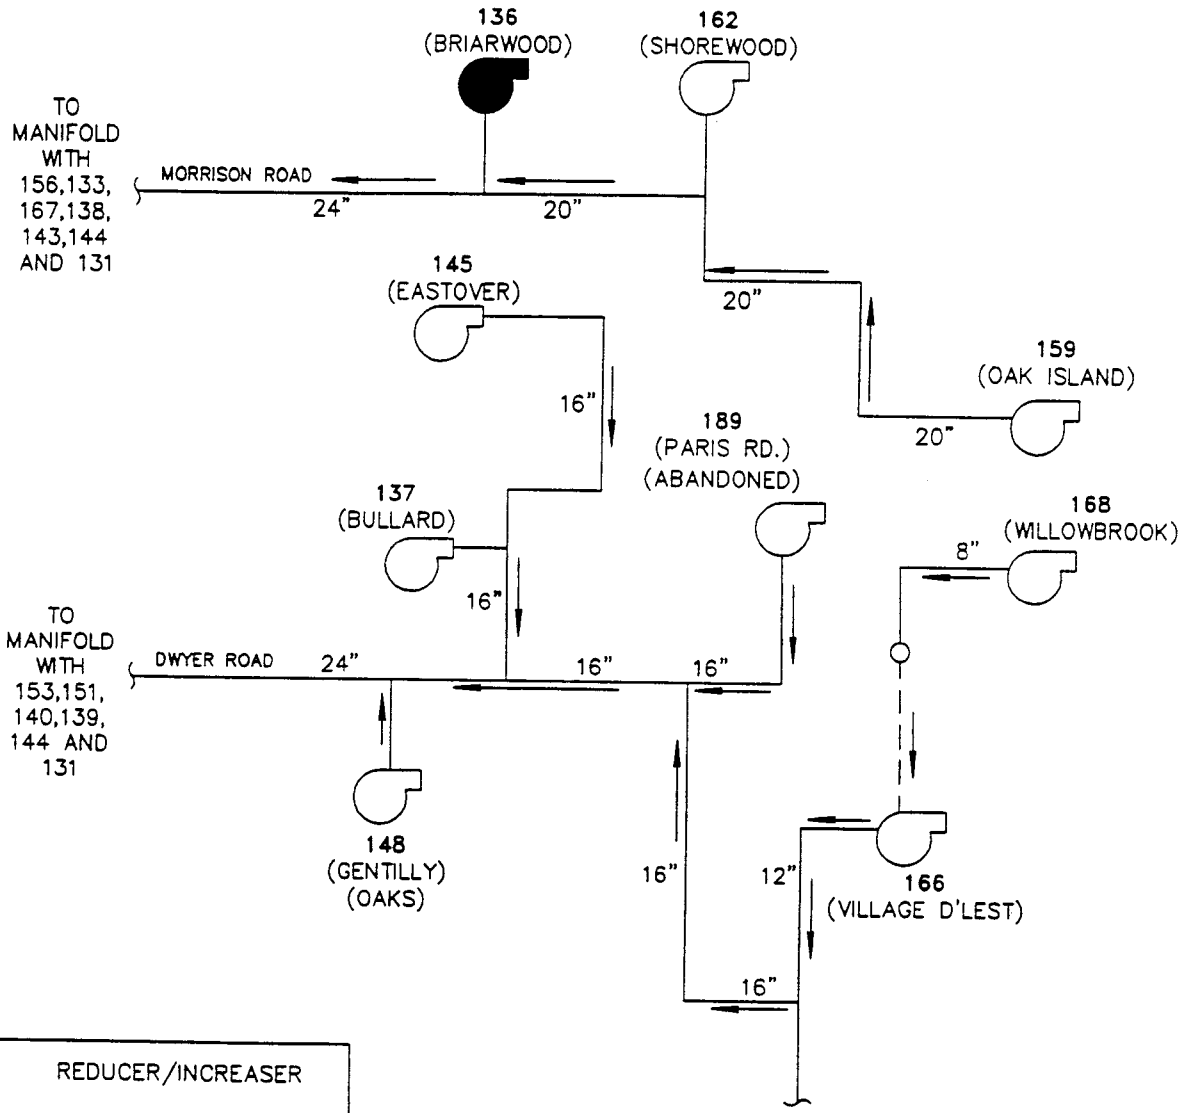 136
(BRIARWOOD)
162
(SHOREWOOD)
TO
MANIFOLD
WITH
156,133,
167,138,
143,144
AND 131
MORRISON ROAD
24"
20"
145
(EASTOVER)
20"
159
(OAK ISLAND)
16"
20"
189
(PARIS RD.)
(ABANDONED)
137
(BULLARD)
168
(WILLOWBROOK)
8"
16"
TO
MANIFOLD
WITH
153,151,
140,139,
144 AND
131
DWYER ROAD
24"
16"
16"
148
(GENTILLY)
(OAKS)
16"
12"
166
(VILLAGE D'LEST)
16"
REDUCER/INCREASER